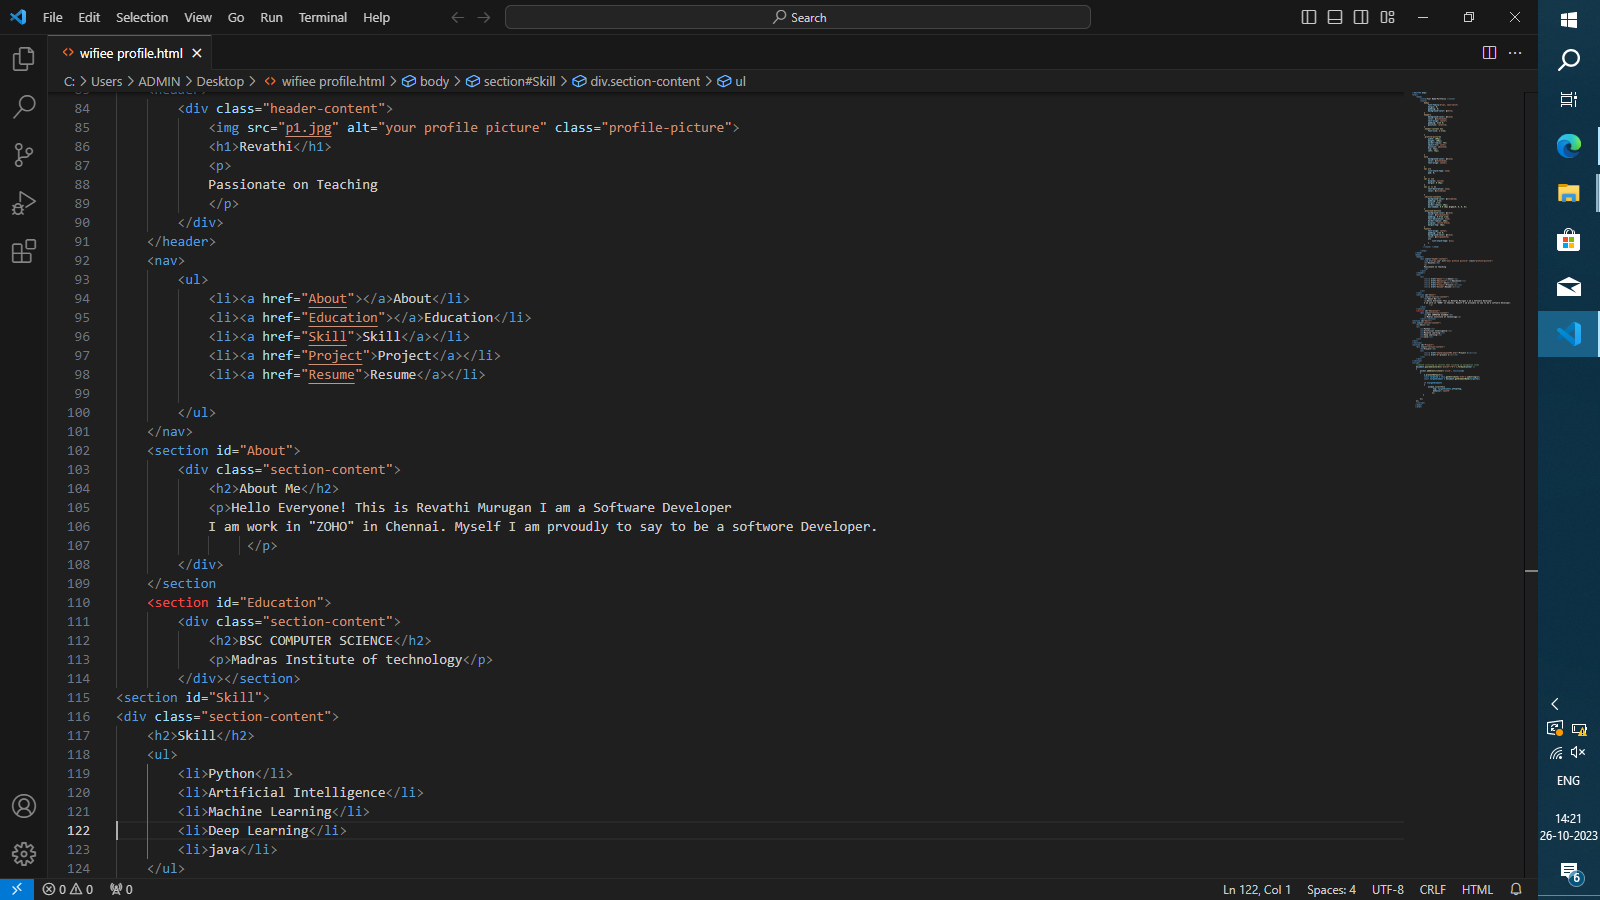 File Edit Selection View Go Run Terminal Help
Search
wifiee profile.html
C: > Users > ADMIN > Desktop > wifiee profile.html > body > section#Skill > div.section-content > ul
84 <div class="header-content">
85 <img src="p1.jpg" alt="your profile picture" class="profile-picture">
86 <h1>Revathi</h1>
87 <p>
88 Passionate on Teaching
89 </p>
90 </div>
91 </header>
92 <nav>
93 <ul>
94 <li><a href="About"></a>About</li>
95 <li><a href="Education"></a>Education</li>
96 <li><a href="Skill">Skill</a></li>
97 <li><a href="Project">Project</a></li>
98 <li><a href="Resume">Resume</a></li>
99
100 </ul>
101 </nav>
102 <section id="About">
103 <div class="section-content">
104 <h2>About Me</h2>
105 <p>Hello Everyone! This is Revathi Murugan I am a Software Developer
106 I am work in "ZOHO" in Chennai. Myself I am prvoudly to say to be a softwore Developer.
107 </p>
108 </div>
109 </section
110 <section id="Education">
111 <div class="section-content">
112 <h2>BSC COMPUTER SCIENCE</h2>
113 <p>Madras Institute of technology</p>
114 </div></section>
115 <section id="Skill">
116 <div class="section-content">
117 <h2>Skill</h2>
118 <ul>
119 <li>Python</li>
120 <li>Artificial Intelligence</li>
121 <li>Machine Learning</li>
122 <li>Deep Learning</li>
123 <li>java</li>
124 </ul>
0 0 0
Ln 122, Col 1 Spaces: 4 UTF-8 CRLF HTML
ENG
14:21
26-10-2023
6